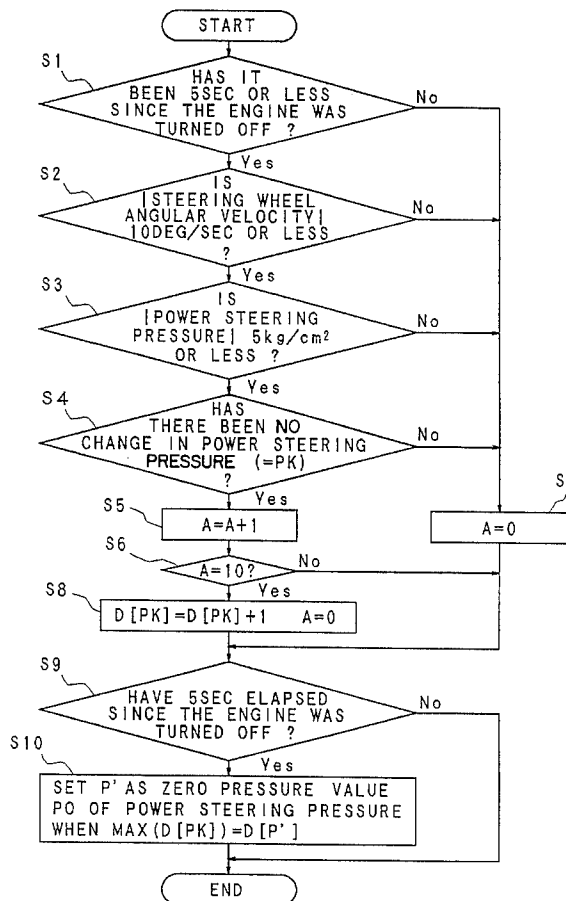 START
S1
HAS IT
BEEN 5SEC OR LESS
SINCE THE ENGINE WAS
TURNED OFF ?
No
Yes
S2
IS
|STEERING WHEEL
ANGULAR VELOCITY|
10DEG/SEC OR LESS
?
No
Yes
S3
IS
|POWER STEERING
PRESSURE| 5kg/cm²
OR LESS ?
No
Yes
S4
HAS
THERE BEEN NO
CHANGE IN POWER STEERING
PRESSURE (=PK)
?
No
Yes
S5
A=A+1
S
A=0
S6
A=10?
No
Yes
S8
D[PK]=D[PK]+1 A=0
S9
HAVE 5SEC ELAPSED
SINCE THE ENGINE WAS
TURNED OFF ?
No
Yes
S10
SET P' AS ZERO PRESSURE VALUE
PO OF POWER STEERING PRESSURE
WHEN MAX(D[PK])=D[P']
END